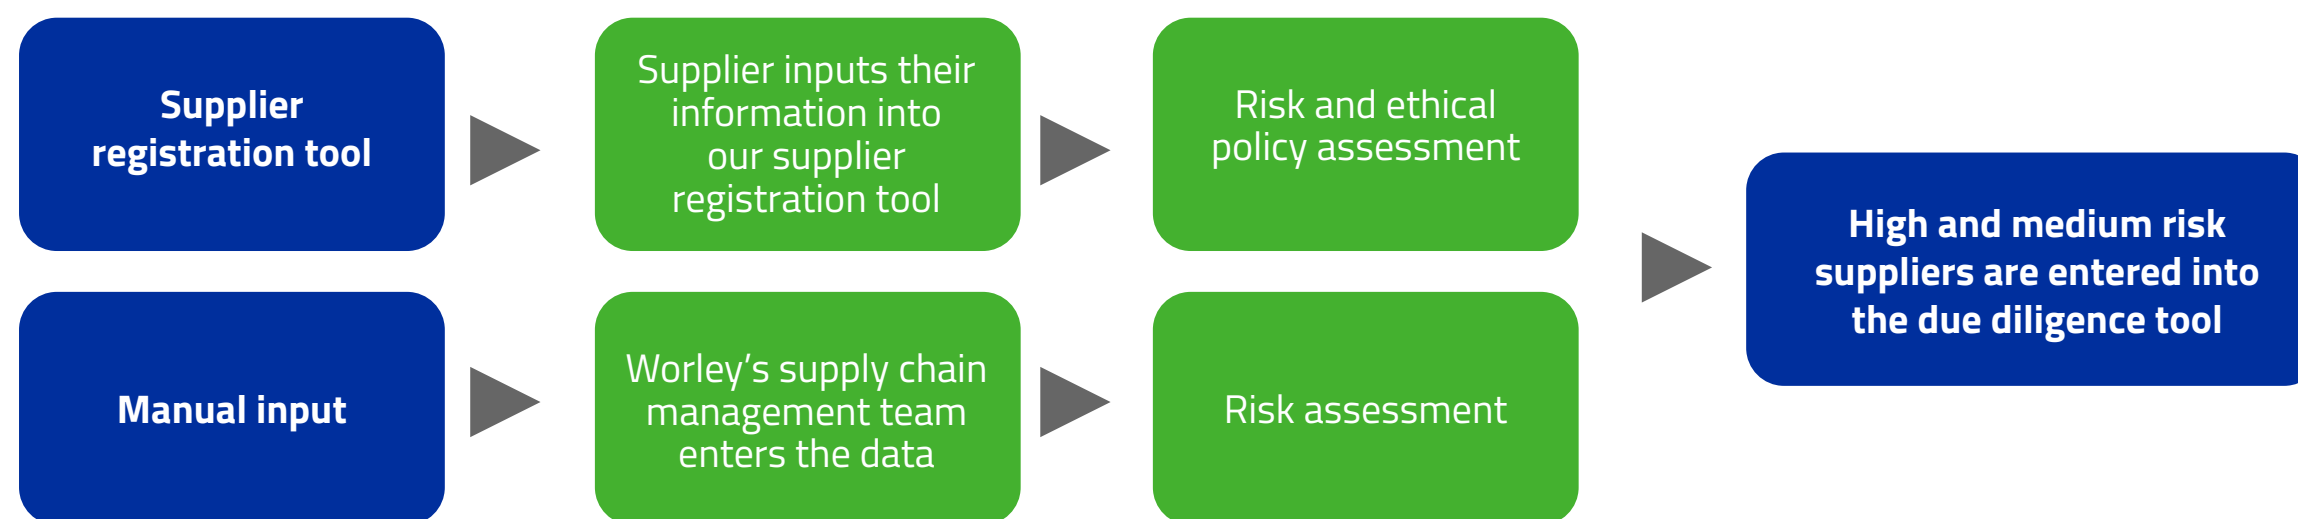 Supplier
registration tool
Supplier inputs their
information into
our supplier
registration tool
Risk and ethical
policy assessment
Manual input
Worley’s supply chain
management team
enters the data
Risk assessment
High and medium risk
suppliers are entered into
the due diligence tool